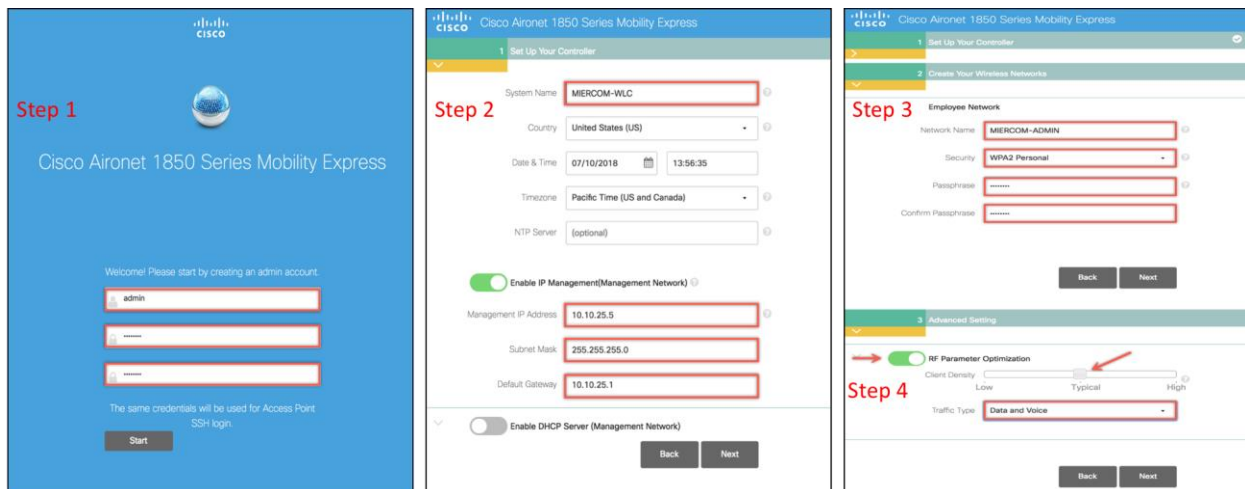 CISCO
Step 1
Cisco Aironet 1850 Series Mobility Express
Welcome! Please start by creating an admin account.
admin
••••••••
••••••••
The same credentials will be used for Access Point
SSH login.
Start
CISCO Cisco Aironet 1850 Series Mobility Express
1 Set Up Your Controller
Step 2
System Name MIERCOM-WLC
Country United States (US)
Date & Time 07/10/2018 13:56:35
Timezone Pacific Time (US and Canada)
NTP Server (optional)
Enable IP Management(Management Network)
Management IP Address 10.10.25.5
Subnet Mask 255.255.255.0
Default Gateway 10.10.25.1
Enable DHCP Server (Management Network)
Back Next
CISCO Cisco Aironet 1850 Series Mobility Express
1 Set Up Your Controller
2 Create Your Wireless Networks
Step 3
Employee Network
Network Name MIERCOM-ADMIN
Security WPA2 Personal
Passphrase ••••••••
Confirm Passphrase ••••••••
Back Next
3 Advanced Setting
RF Parameter Optimization
Step 4
Client Density
Low Typical High
Traffic Type Data and Voice
Back Next